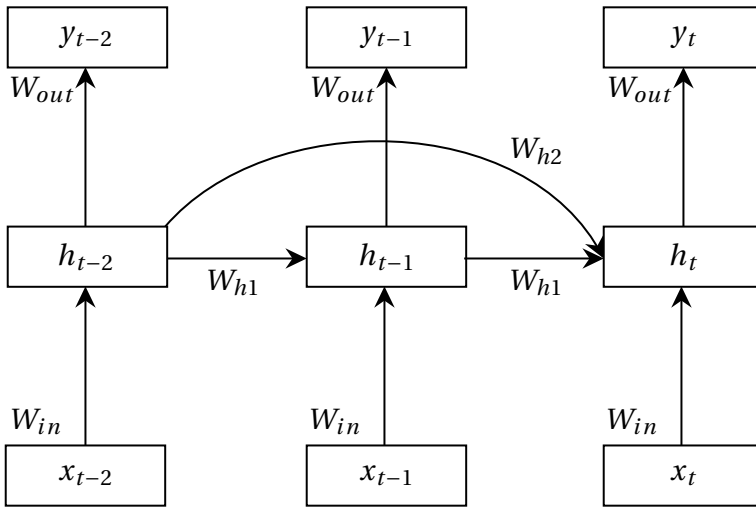 y_{t−2} y_{t−1} y_t
W_{out} W_{out} W_{out}
W_{h2}
h_{t−2} h_{t−1} h_t
W_{h1} W_{h1}
W_{in} W_{in} W_{in}
x_{t−2} x_{t−1} x_t